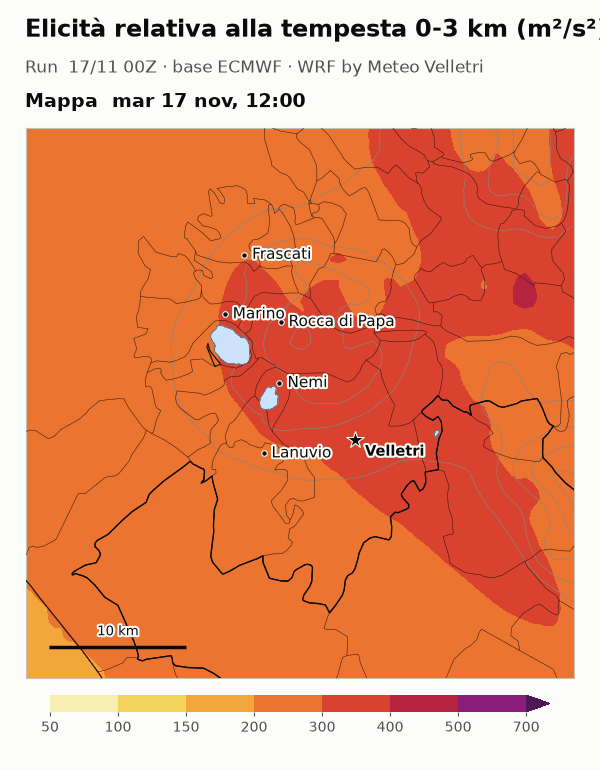 Elicità relativa alla tempesta 0-3 km (m²/s²)
Run  17/11 00Z · base ECMWF · WRF by Meteo Velletri
Mappa  mar 17 nov, 12:00
Frascati
Marino
Rocca di Papa
Nemi
Velletri
Lanuvio
10 km
50 100 150 200 300 400 500 700